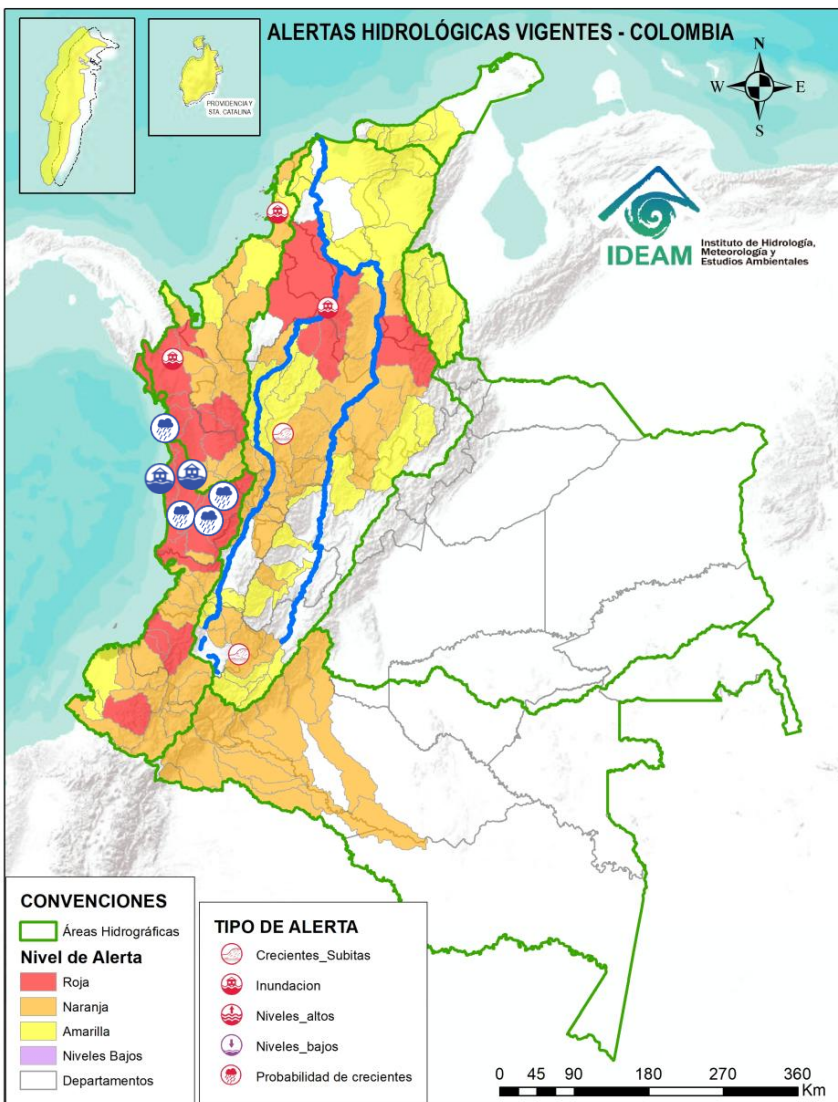 ALERTAS HIDROLÓGICAS VIGENTES - COLOMBIA
PROVIDENCIA Y
STA. CATALINA
N
W
E
S
IDEAM
Instituto de Hidrología,
Meteorología y
Estudios Ambientales
CONVENCIONES
Áreas Hidrográficas
Nivel de Alerta
Roja
Naranja
Amarilla
Niveles Bajos
Departamentos
TIPO DE ALERTA
Crecientes_Subitas
Inundacion
Niveles_altos
Niveles_bajos
Probabilidad de crecientes
0 45 90 180 270 360
Km